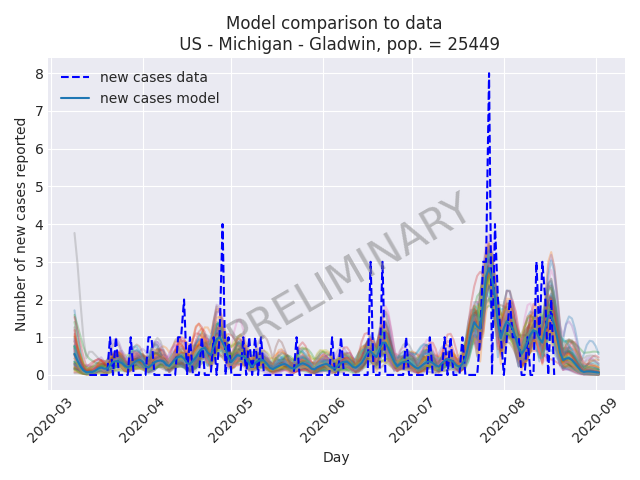 Model comparison to data
US - Michigan - Gladwin, pop. = 25449
new cases data
new cases model
PRELIMINARY
Number of new cases reported
8
7
6
5
4
3
2
1
0
2020-03
2020-04
2020-05
2020-06
2020-07
2020-08
2020-09
Day